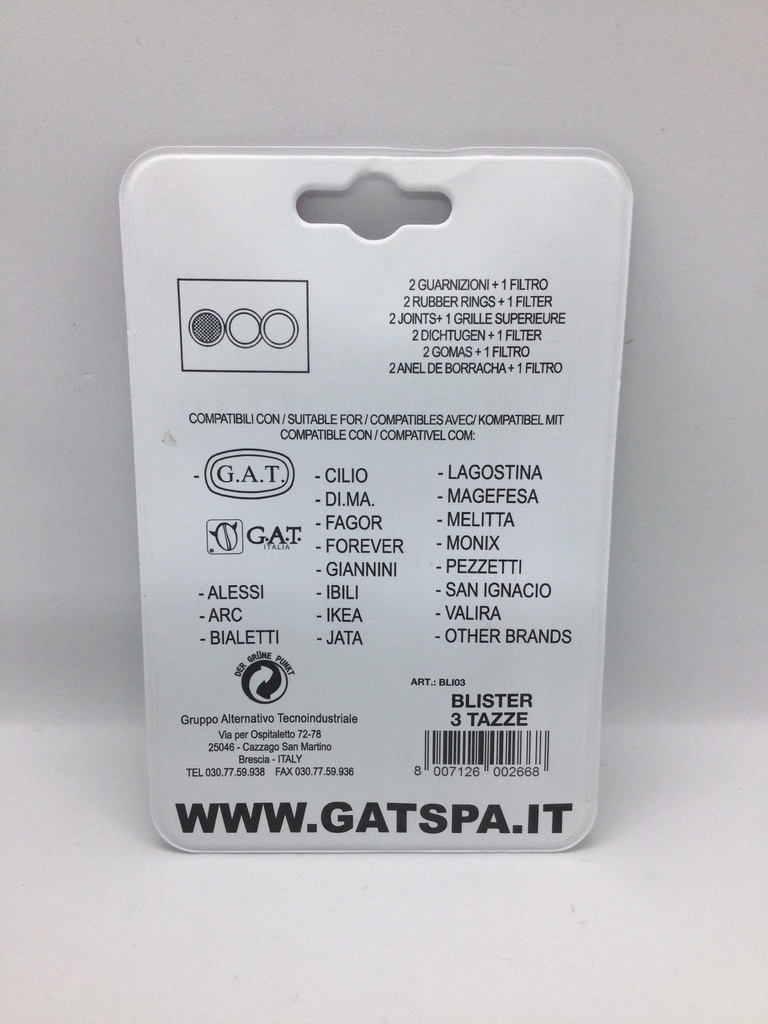 2 GUARNIZIONI + 1 FILTRO
2 RUBBER RINGS + 1 FILTER
2 JOINTS+ 1 GRILLE SUPERIEURE
2 DICHTUGEN + 1 FILTER
2 GOMAS + 1 FILTRO
2 ANEL DE BORRACHA + 1 FILTRO
COMPATIBILI CON / SUITABLE FOR / COMPATIBLES AVEC/ KOMPATIBEL MIT
COMPATIBLE CON / COMPATIVEL COM:
- G.A.T.
G.A.T.
ITALIA
- ALESSI
- ARC
- BIALETTI
- CILIO
- DI.MA.
- FAGOR
- FOREVER
- GIANNINI
- IBILI
- IKEA
- JATA
- LAGOSTINA
- MAGEFESA
- MELITTA
- MONIX
- PEZZETTI
- SAN IGNACIO
- VALIRA
- OTHER BRANDS
DER GRÜNE PUNKT
Gruppo Alternativo Tecnoindustriale
Via per Ospitaletto 72-78
25046 - Cazzago San Martino
Brescia - ITALY
TEL 030.77.59.938 FAX 030.77.59.936
ART.: BLI03
BLISTER
3 TAZZE
8 007126 002668
WWW.GATSPA.IT